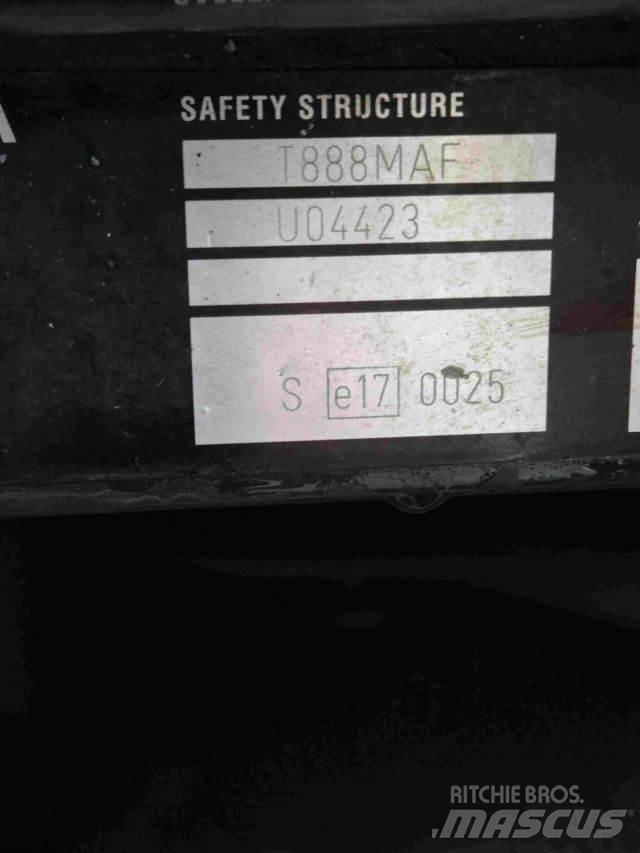 SAFETY STRUCTURE
T888MAF
U04423
S e17 0025
RITCHIE BROS.
MASCUS